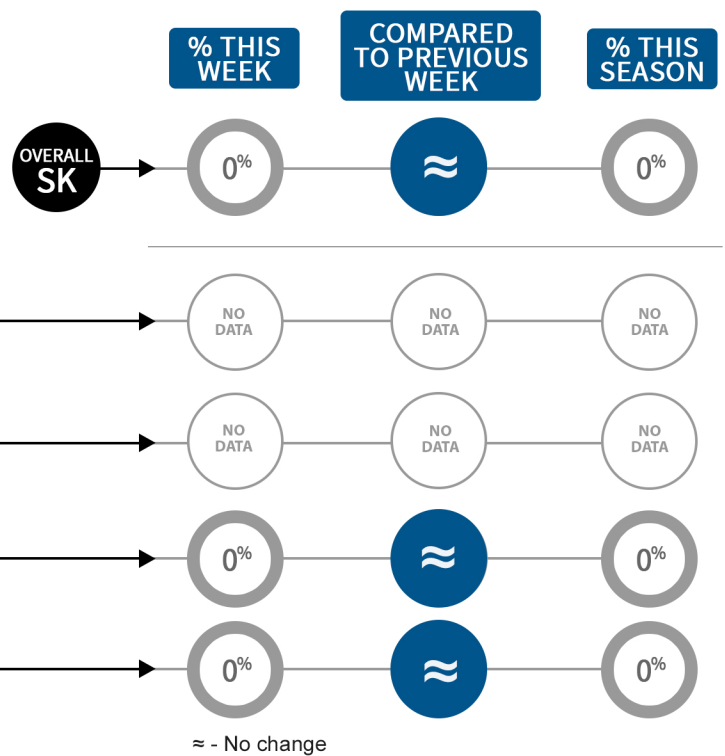 % THIS
WEEK
COMPARED
TO PREVIOUS
WEEK
% THIS
SEASON
OVERALL
SK
0%
≈
0%
NO
DATA
NO
DATA
NO
DATA
NO
DATA
NO
DATA
NO
DATA
0%
≈
0%
0%
≈
0%
≈ - No change